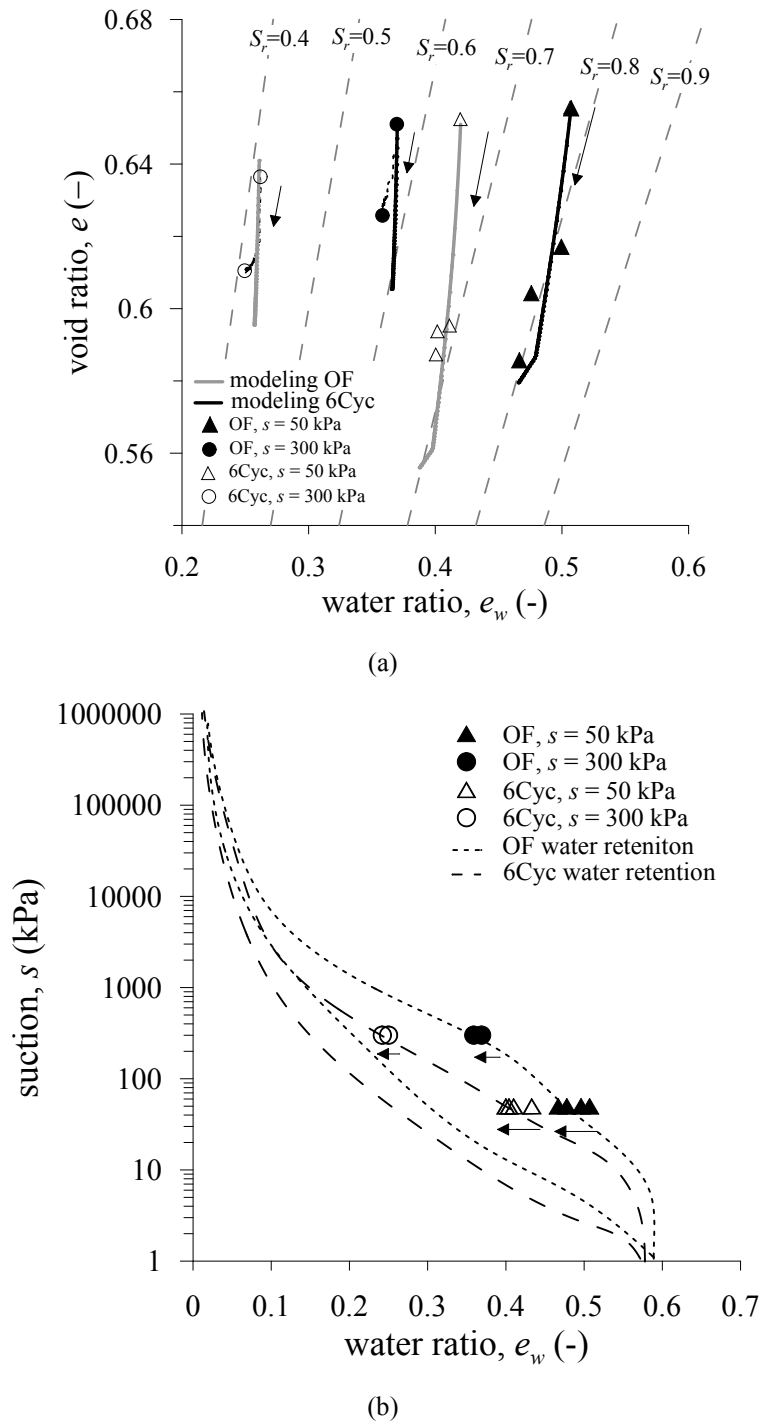 0.68
S_r=0.4
S_r=0.5
S_r=0.6
S_r=0.7
S_r=0.8
S_r=0.9
0.64
0.6
0.56
void ratio, e (−)
modeling OF
modeling 6Cyc
OF, s = 50 kPa
OF, s = 300 kPa
6Cyc, s = 50 kPa
6Cyc, s = 300 kPa
0.2 0.3 0.4 0.5 0.6
water ratio, e_w (-)
(a)
1000000
100000
10000
1000
100
10
1
suction, s (kPa)
OF, s = 50 kPa
OF, s = 300 kPa
6Cyc, s = 50 kPa
6Cyc, s = 300 kPa
OF water reteniton
6Cyc water retention
0 0.1 0.2 0.3 0.4 0.5 0.6 0.7
water ratio, e_w (-)
(b)